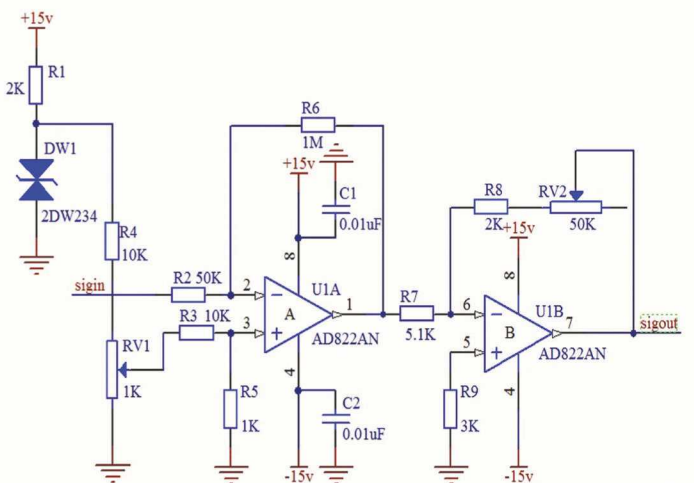 +15v
R1
2K
DW1
2DW234
R4
10K
sigin
R2 50K
R3 10K
RV1
1K
R5
1K
R6
1M
+15v
C1
0.01uF
8
2
3
A
U1A
1
AD822AN
4
C2
0.01uF
-15v
R7
5.1K
R8
2K
RV2
50K
+15v
8
6
5
B
U1B
7
AD822AN
4
R9
3K
-15v
sigout